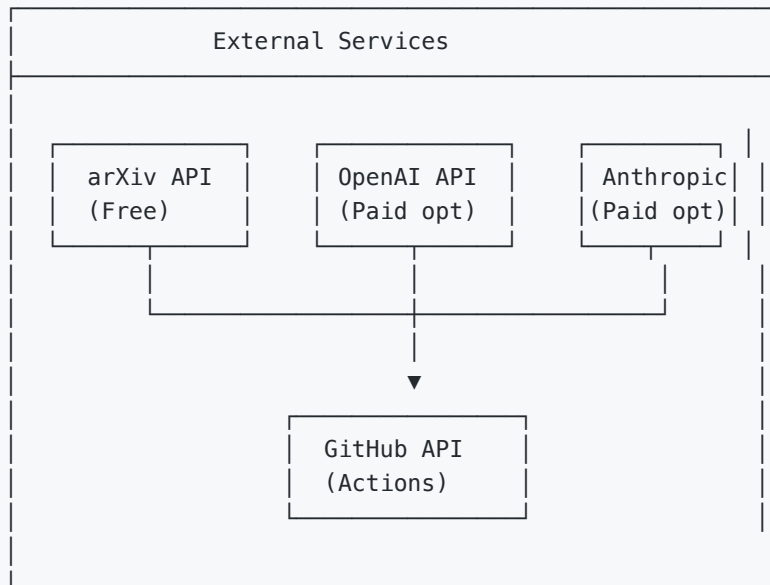 External Services
arXiv API
(Free)
OpenAI API
(Paid opt)
Anthropic
(Paid opt)
GitHub API
(Actions)